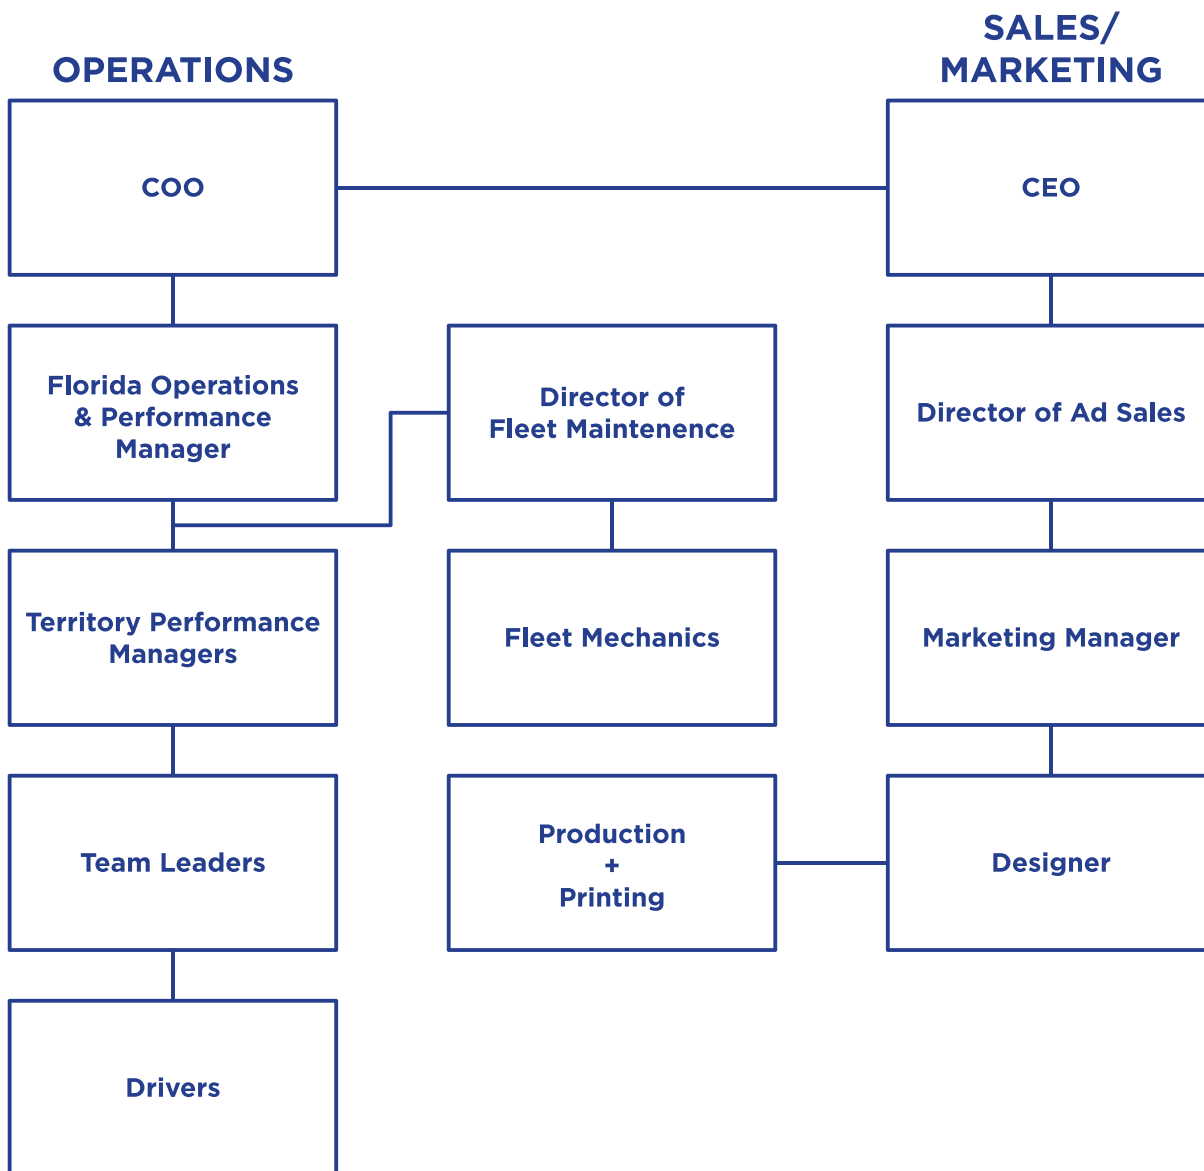 OPERATIONS
SALES/
MARKETING
COO
CEO
Florida Operations
& Performance
Manager
Director of
Fleet Maintenence
Director of Ad Sales
Territory Performance
Managers
Fleet Mechanics
Marketing Manager
Team Leaders
Production
+
Printing
Designer
Drivers